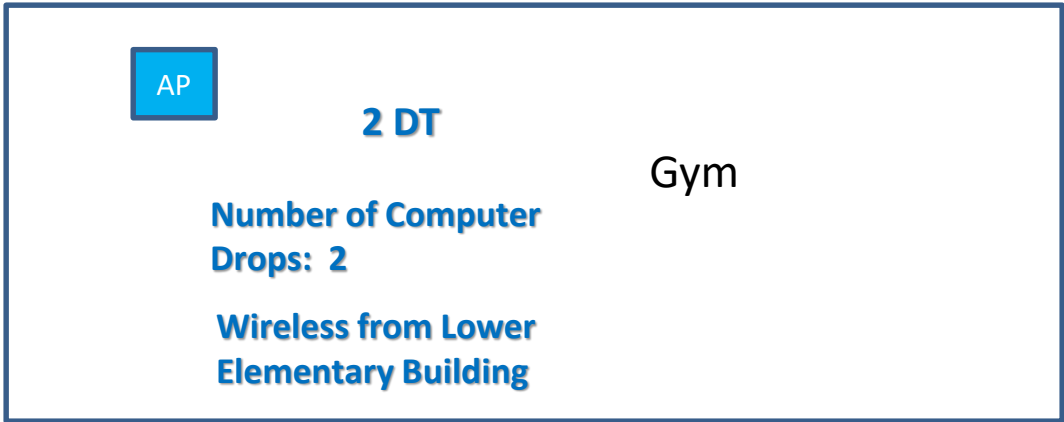 AP
2 DT
Gym
Number of Computer
Drops:  2
Wireless from Lower
Elementary Building